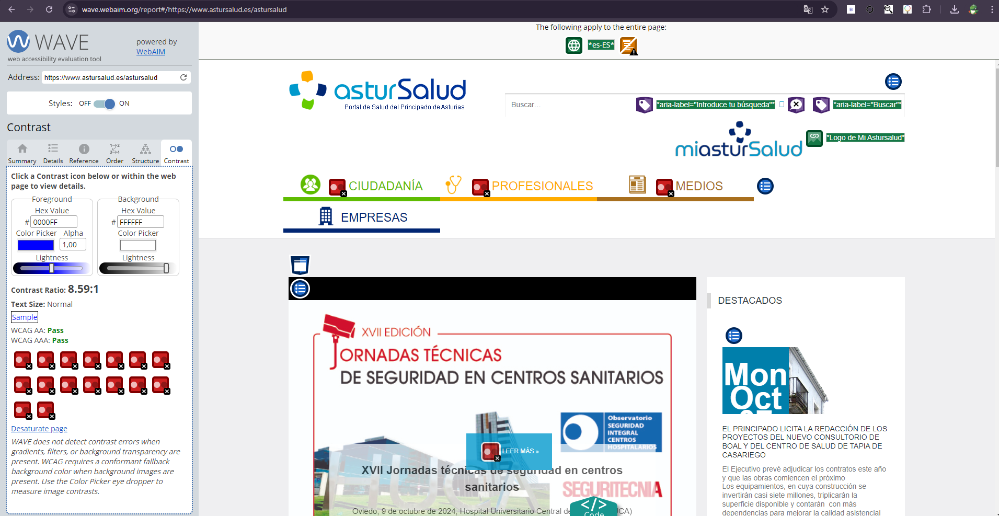 wave.webaim.org/report#/https://www.astursalud.es/astursalud
WAVE
web accessibility evaluation tool
powered by
WebAIM
Address: https://www.astursalud.es/astursalud
Styles: OFF ON
Contrast
Summary Details Reference Order Structure Contrast
Click a Contrast icon below or within the web
page to view details.
Foreground
Hex Value
# 0000FF
Color Picker Alpha
1,00
Lightness
Background
Hex Value
# FFFFFF
Color Picker
Lightness
Contrast Ratio: 8.59:1
Text Size: Normal
Sample
WCAG AA: Pass
WCAG AAA: Pass
Desaturate page
WAVE does not detect contrast errors when
gradients, filters, or background transparency are
present. WCAG requires a conformant fallback
background color when background images are
present. Use the Color Picker eye dropper to
measure image contrasts.
The following apply to the entire page:
*es-ES*
asturSalud
Portal de Salud del Principado de Asturias
Buscar... *aria-label="Introduce tu búsqueda"* *aria-label="Buscar"*
miasturSalud *Logo de Mi Astursalud*
CIUDADANÍA PROFESIONALES MEDIOS
EMPRESAS
XVII EDICIÓN
JORNADAS TÉCNICAS
DE SEGURIDAD EN CENTROS SANITARIOS
Observatorio
SEGURIDAD
INTEGRAL
CENTROS
HOSPITALARIOS
LEER MÁS »
XVII Jornadas técnicas de seguridad en centros
sanitarios
SEGURITECNIA
Oviedo, 9 de octubre de 2024, Hospital Universitario Central de
</> Code
DESTACADOS
Mon
Oct
EL PRINCIPADO LICITA LA REDACCIÓN DE LOS
PROYECTOS DEL NUEVO CONSULTORIO DE
BOAL Y DEL CENTRO DE SALUD DE TAPIA DE
CASARIEGO
El Ejecutivo prevé adjudicar los contratos este año
y que las obras comiencen el próximo
Los equipamientos, en cuya construcción se
invertirán casi siete millones, triplicarán la
superficie disponible y contarán con más
dependencias para mejorar la calidad asistencial